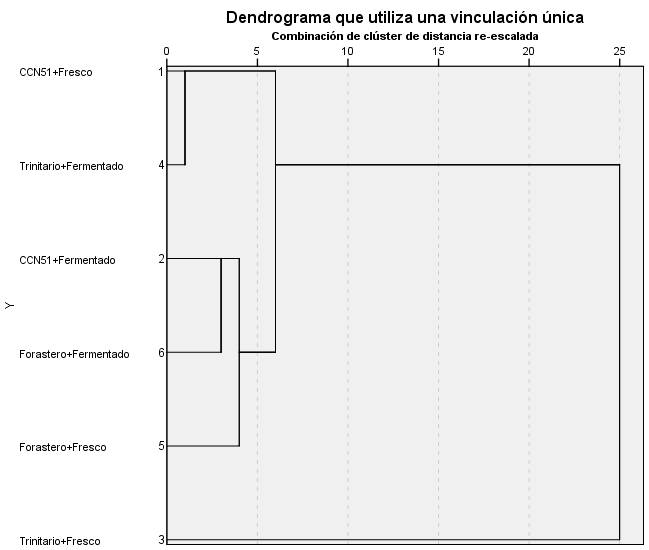 Dendrograma que utiliza una vinculación única
Combinación de clúster de distancia re-escalada
0 5 10 15 20 25
CCN51+Fresco 1
Trinitario+Fermentado 4
CCN51+Fermentado 2
Y
Forastero+Fermentado 6
Forastero+Fresco 5
Trinitario+Fresco 3